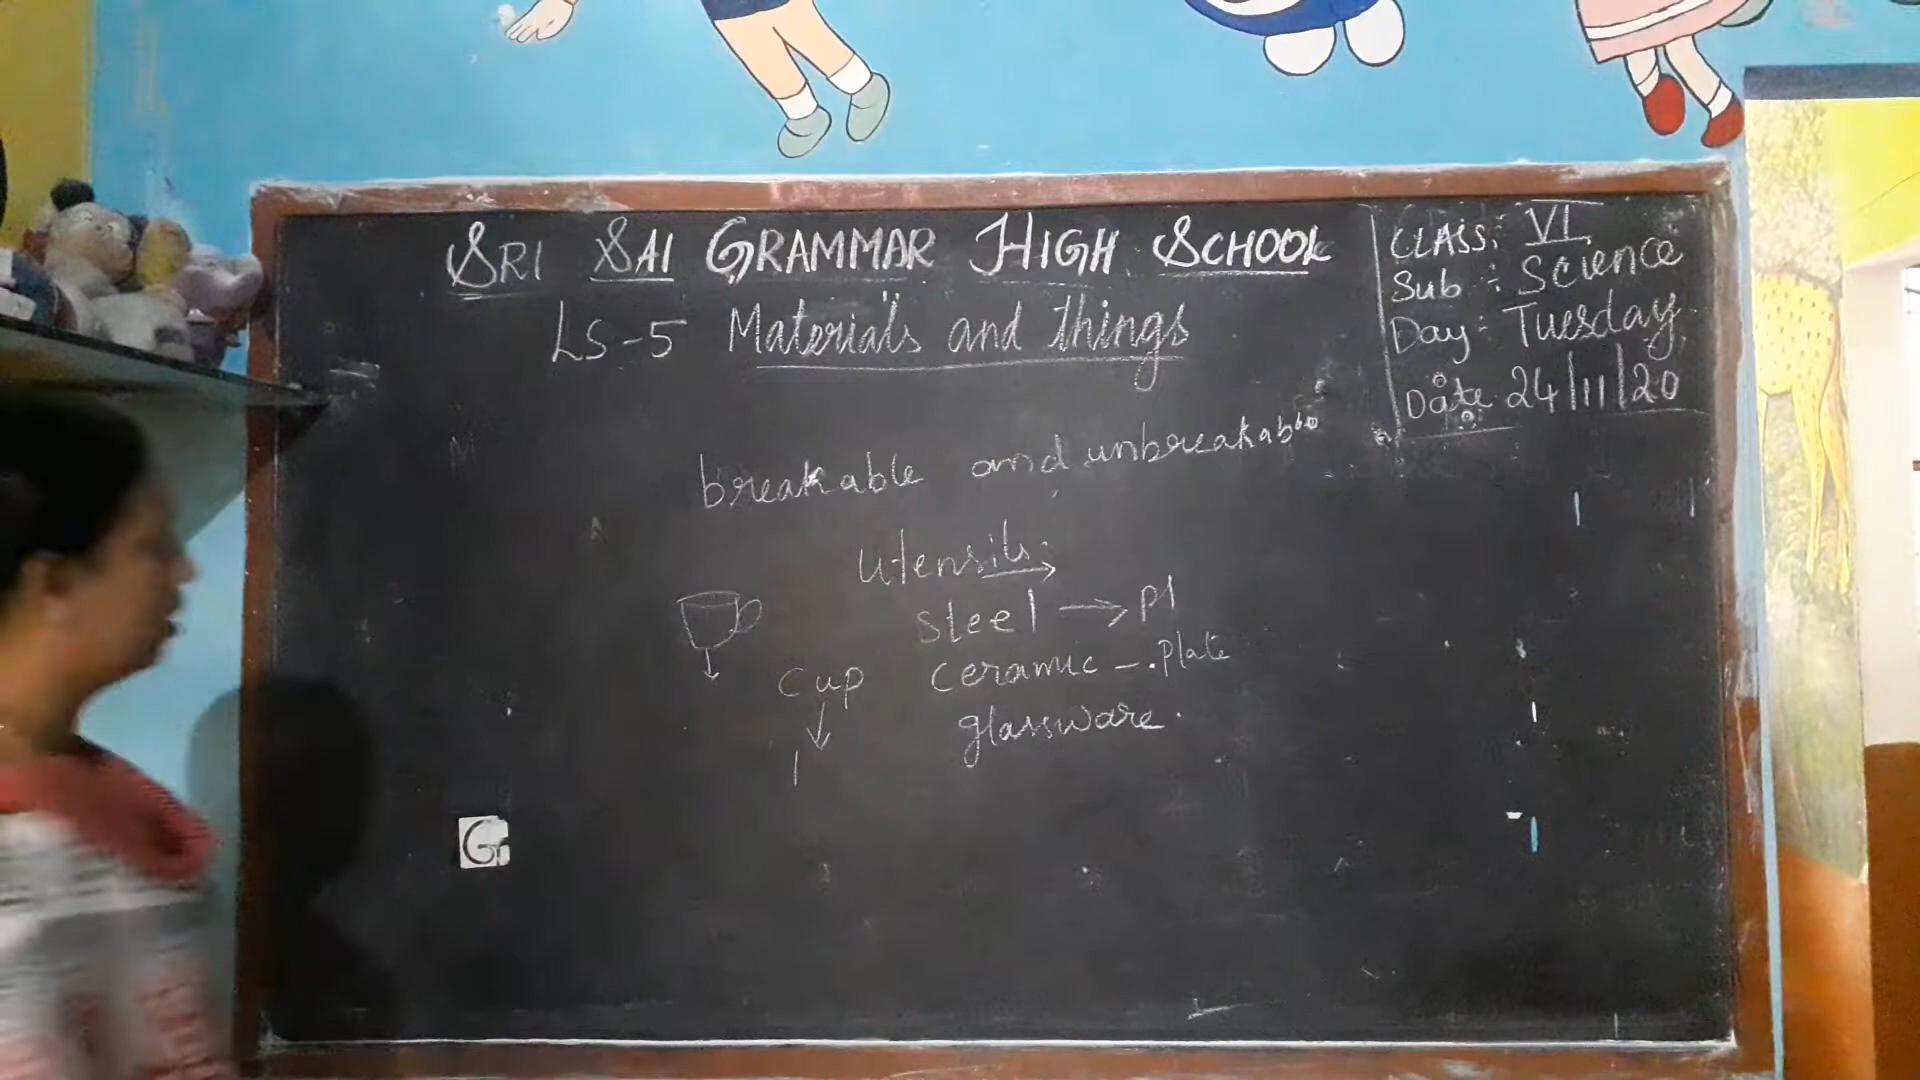 SRI SAI GRAMMAR HIGH SCHOOL
LS-5 Materials and things
CLASS: VI
Sub : Science
Day : Tuesday
Date 24/11/20
breakable and unbreakable
Utensils
Steel → Pl
Cup Ceramic - Plate
glassware.
G